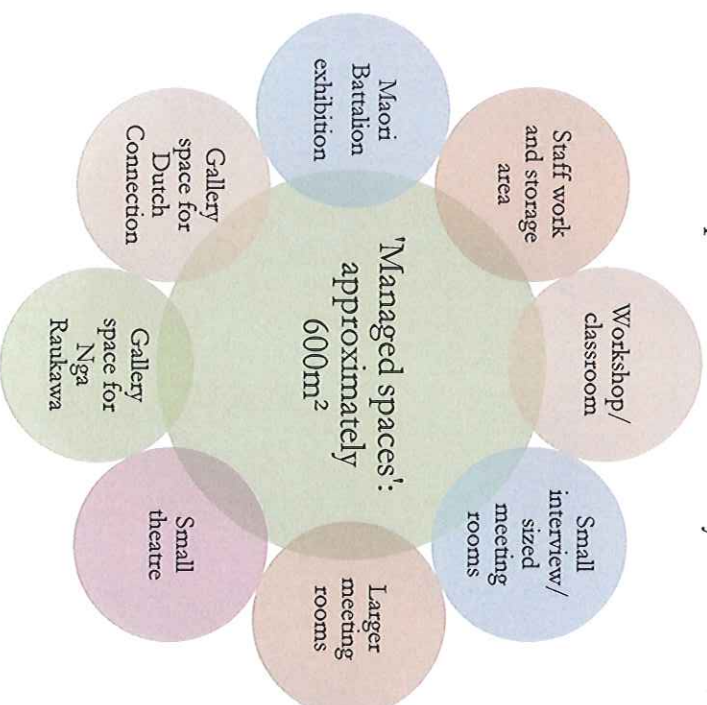 Workshop/
classroom
Small
interview/
sized
meeting
rooms
Larger
meeting
rooms
Small
theatre
Gallery
space for
Nga
Raukawa
Gallery
space for
Dutch
Connection
Maori
Battalion
exhibition
Staff work
and storage
area
'Managed spaces':
approximately
600m²